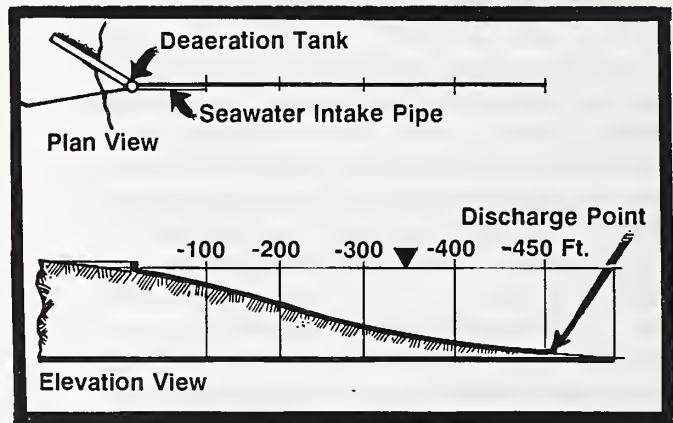 Deaeration Tank
Seawater Intake Pipe
Plan View
Discharge Point
-100 -200 -300 -400 -450 Ft.
Elevation View